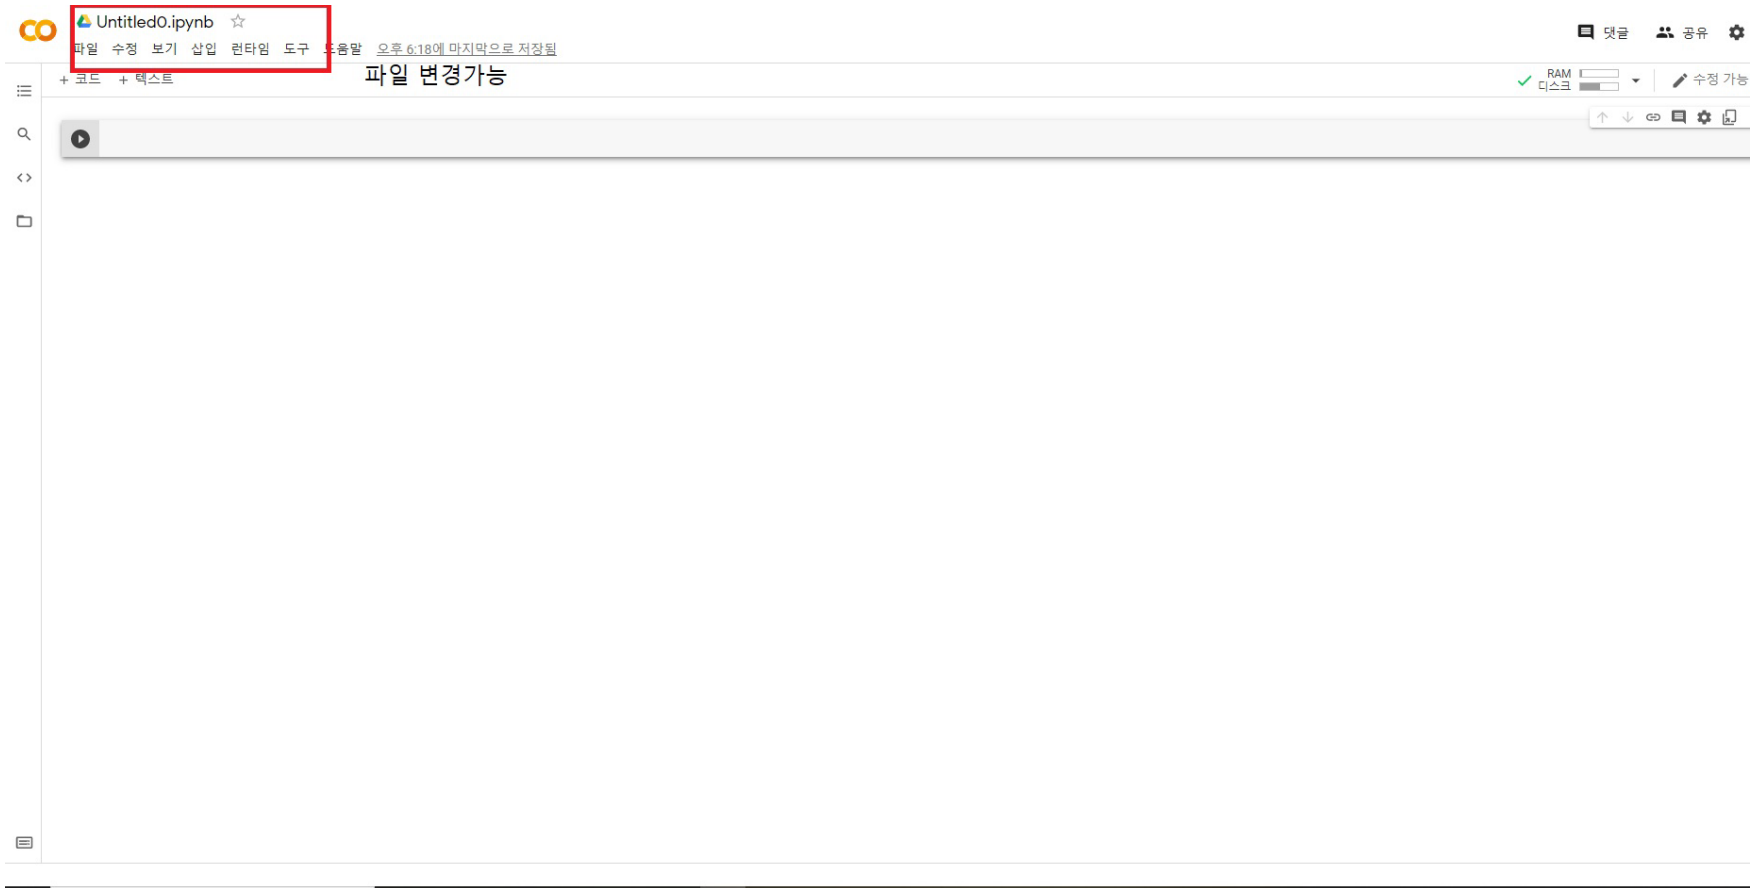 Untitled0.ipynb
파일 수정 보기 삽입 런타임 도구 도움말 오후 6:18에 마지막으로 저장됨
댓글 공유
+ 코드 + 텍스트
파일 변경가능
RAM
디스크
수정 가능